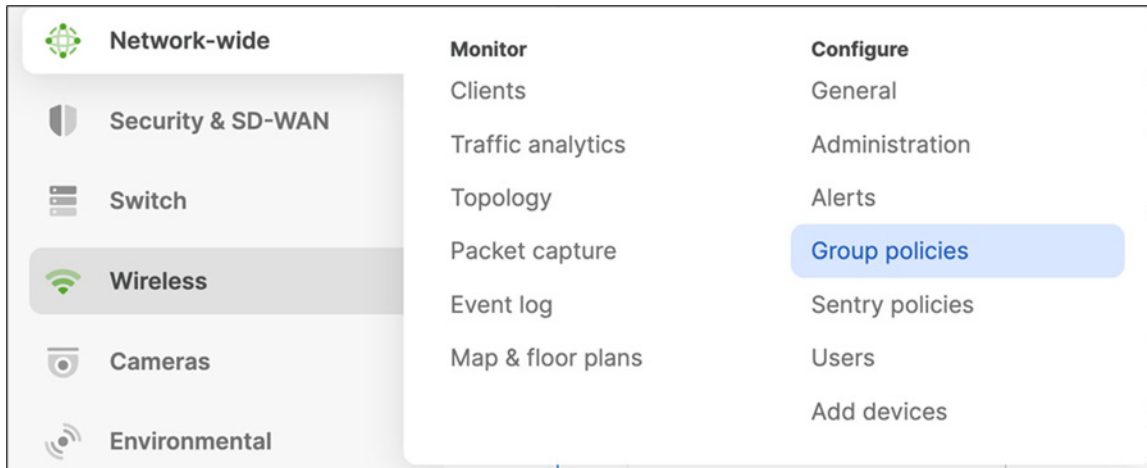 Network-wide
Security & SD-WAN
Switch
Wireless
Cameras
Environmental
Monitor
Clients
Traffic analytics
Topology
Packet capture
Event log
Map & floor plans
Configure
General
Administration
Alerts
Group policies
Sentry policies
Users
Add devices